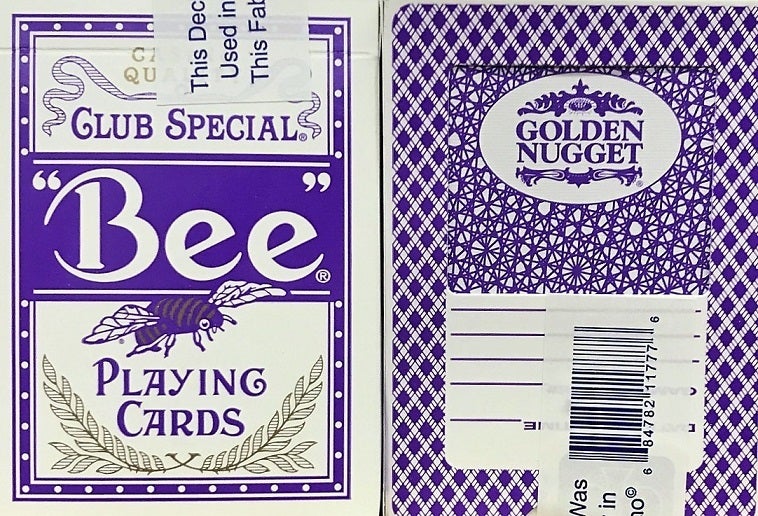 This Dec
Used in
This Fab
CLUB SPECIAL®
"Bee"®
PLAYING
CARDS
GOLDEN
NUGGET®
6 84782 11777 6
Was
in
no©